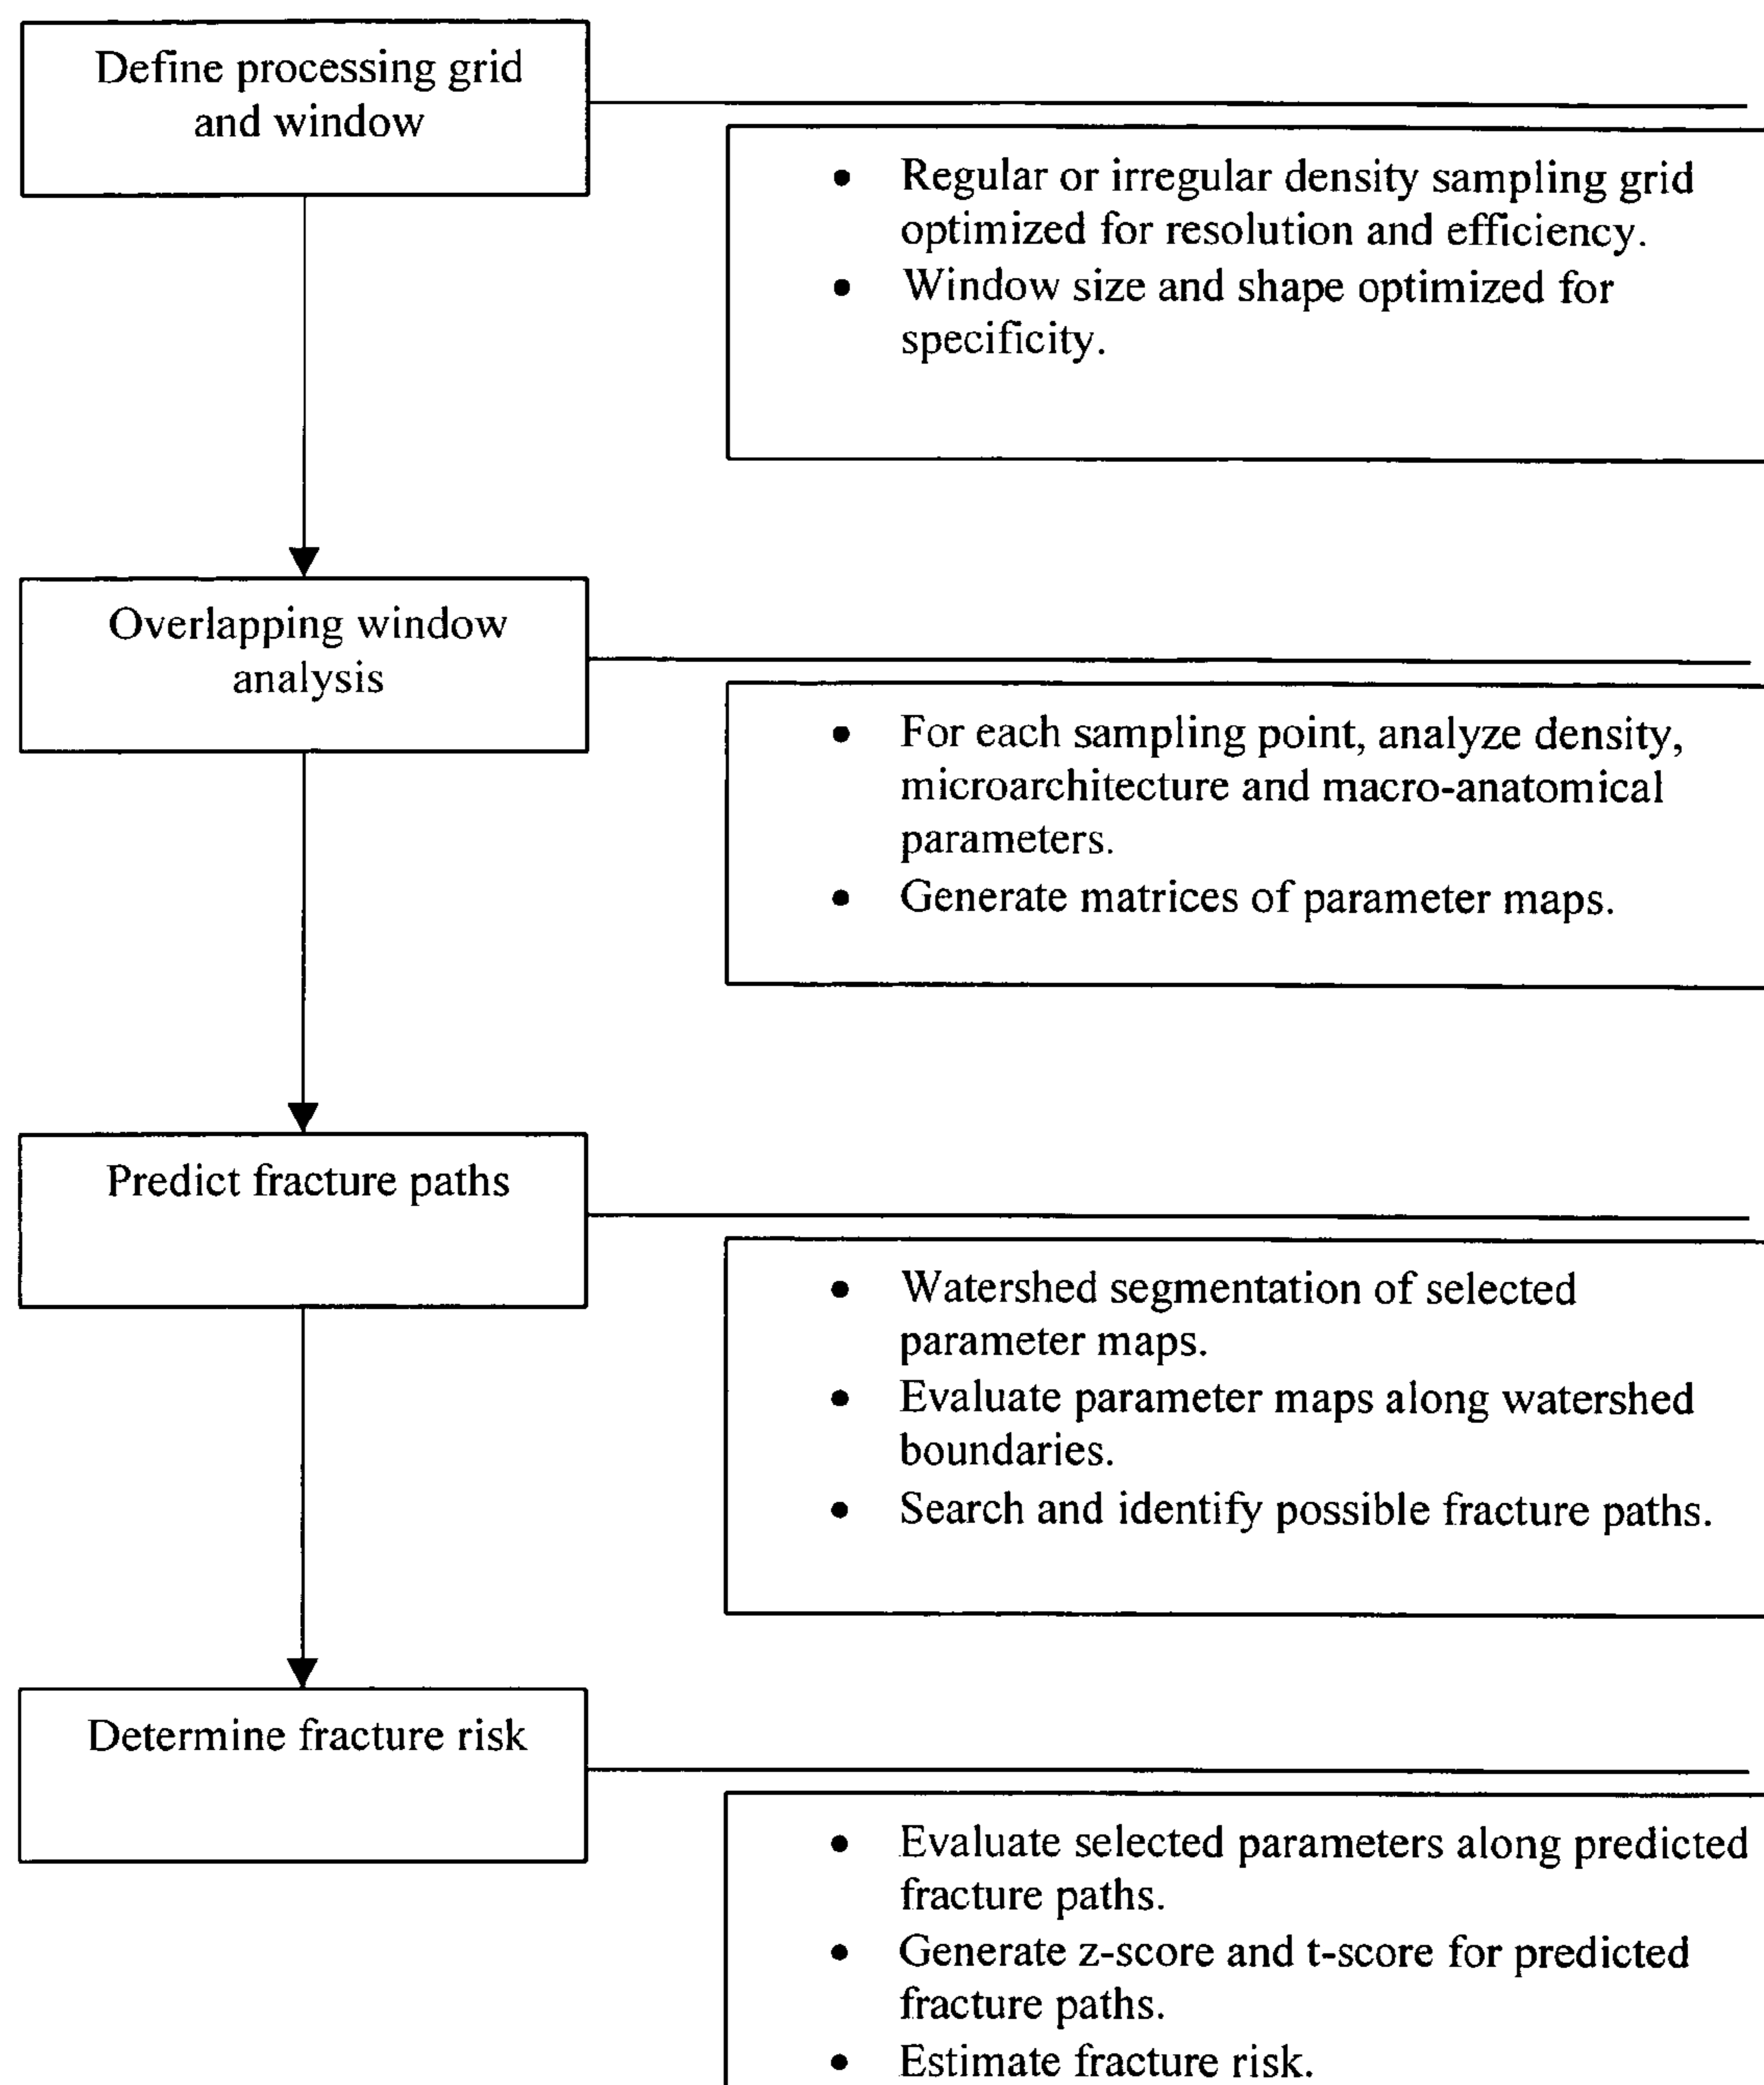 Define processing grid
and window
• Regular or irregular density sampling grid
optimized for resolution and efficiency.
• Window size and shape optimized for
specificity.
Overlapping window
analysis
• For each sampling point, analyze density,
microarchitecture and macro-anatomical
parameters.
• Generate matrices of parameter maps.
Predict fracture paths
• Watershed segmentation of selected
parameter maps.
• Evaluate parameter maps along watershed
boundaries.
• Search and identify possible fracture paths.
Determine fracture risk
• Evaluate selected parameters along predicted
fracture paths.
• Generate z-score and t-score for predicted
fracture paths.
• Estimate fracture risk.